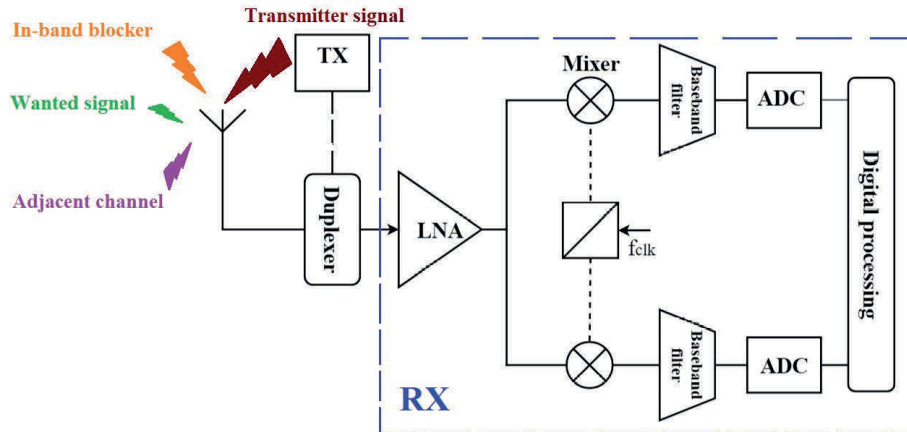 Transmitter signal
In-band blocker
TX
Wanted signal
Adjacent channel
Duplexer
LNA
Mixer
Baseband
filter
ADC
fclk
Baseband
filter
ADC
Digital processing
RX